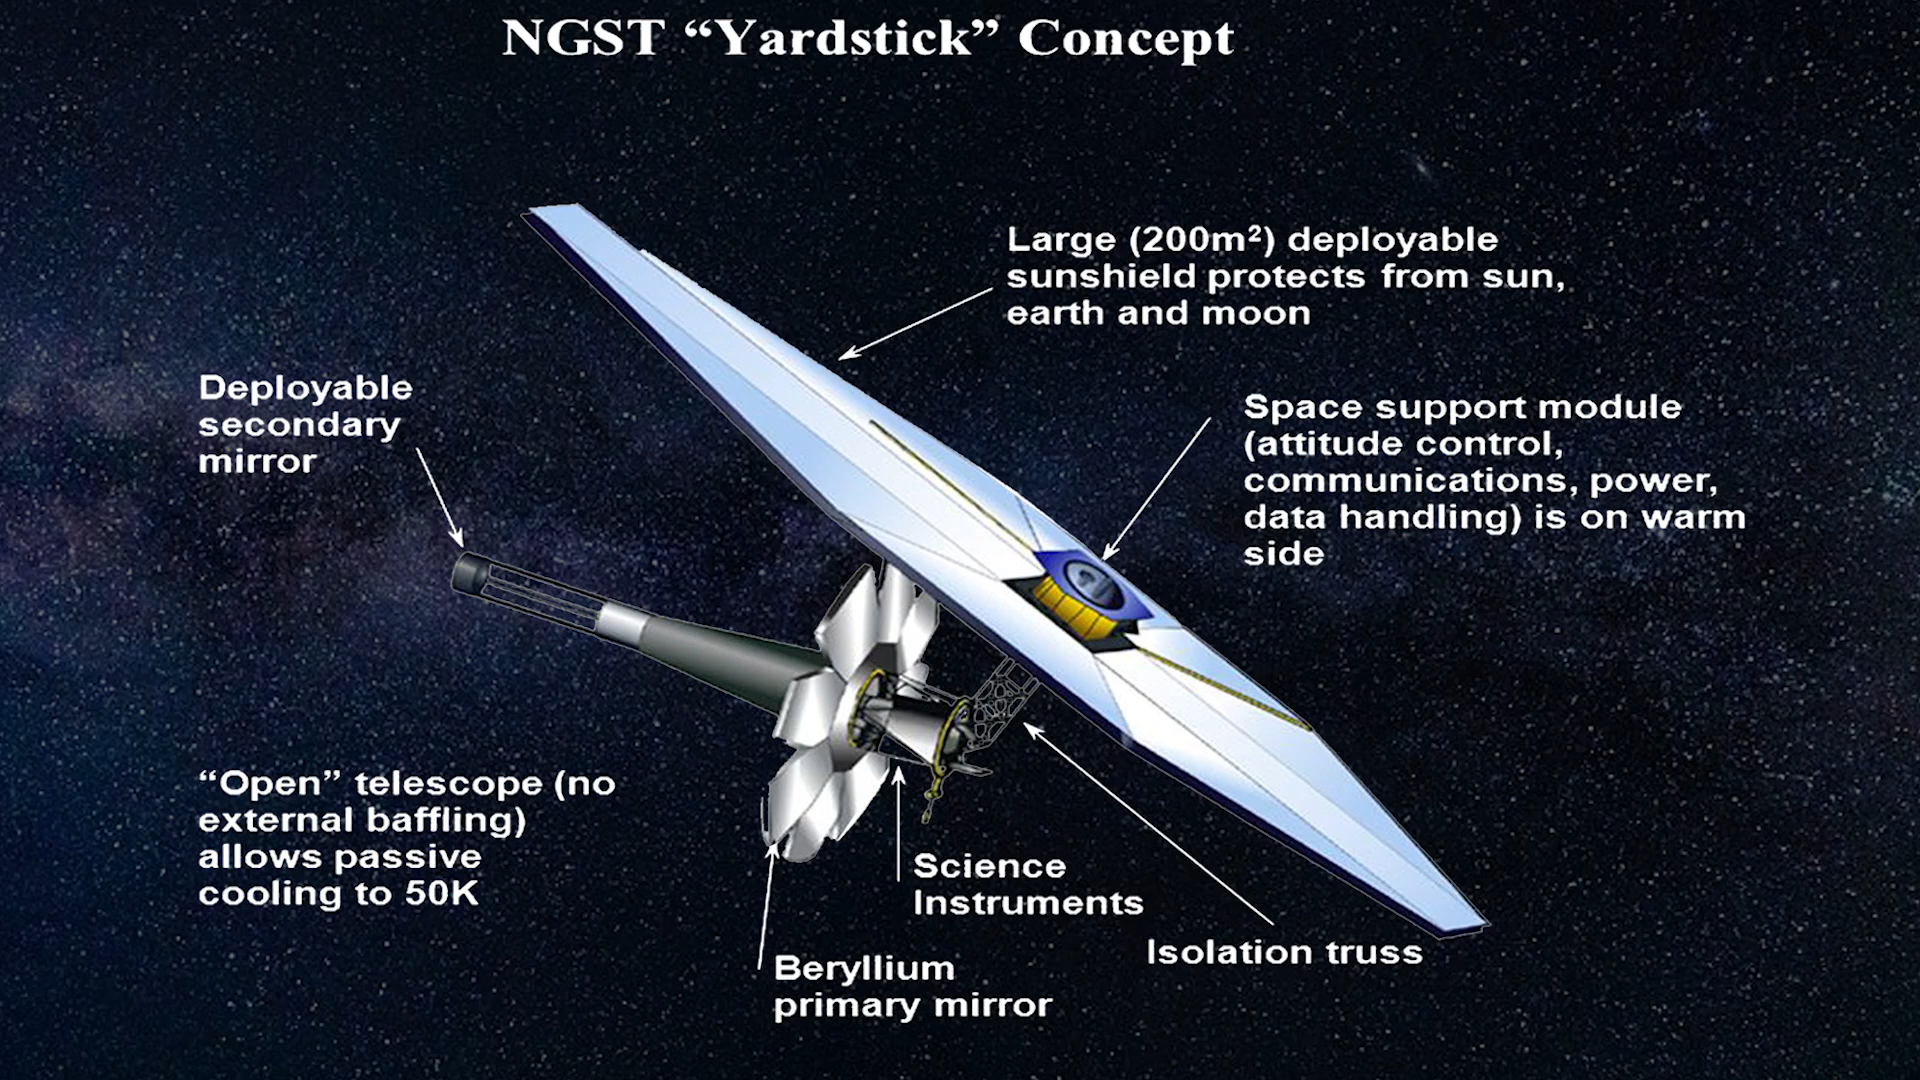 NGST “Yardstick” Concept
Large (200m²) deployable
sunshield protects from sun,
earth and moon
Deployable
secondary
mirror
Space support module
(attitude control,
communications, power,
data handling) is on warm
side
“Open” telescope (no
external baffling)
allows passive
cooling to 50K
Science
Instruments
Isolation truss
Beryllium
primary mirror